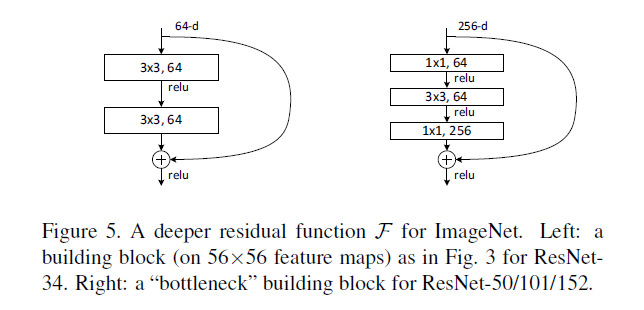 64-d
3x3, 64
relu
3x3, 64
+
relu
256-d
1x1, 64
relu
3x3, 64
relu
1x1, 256
+
relu
Figure 5. A deeper residual function F for ImageNet. Left: a
building block (on 56×56 feature maps) as in Fig. 3 for ResNet-
34. Right: a “bottleneck” building block for ResNet-50/101/152.